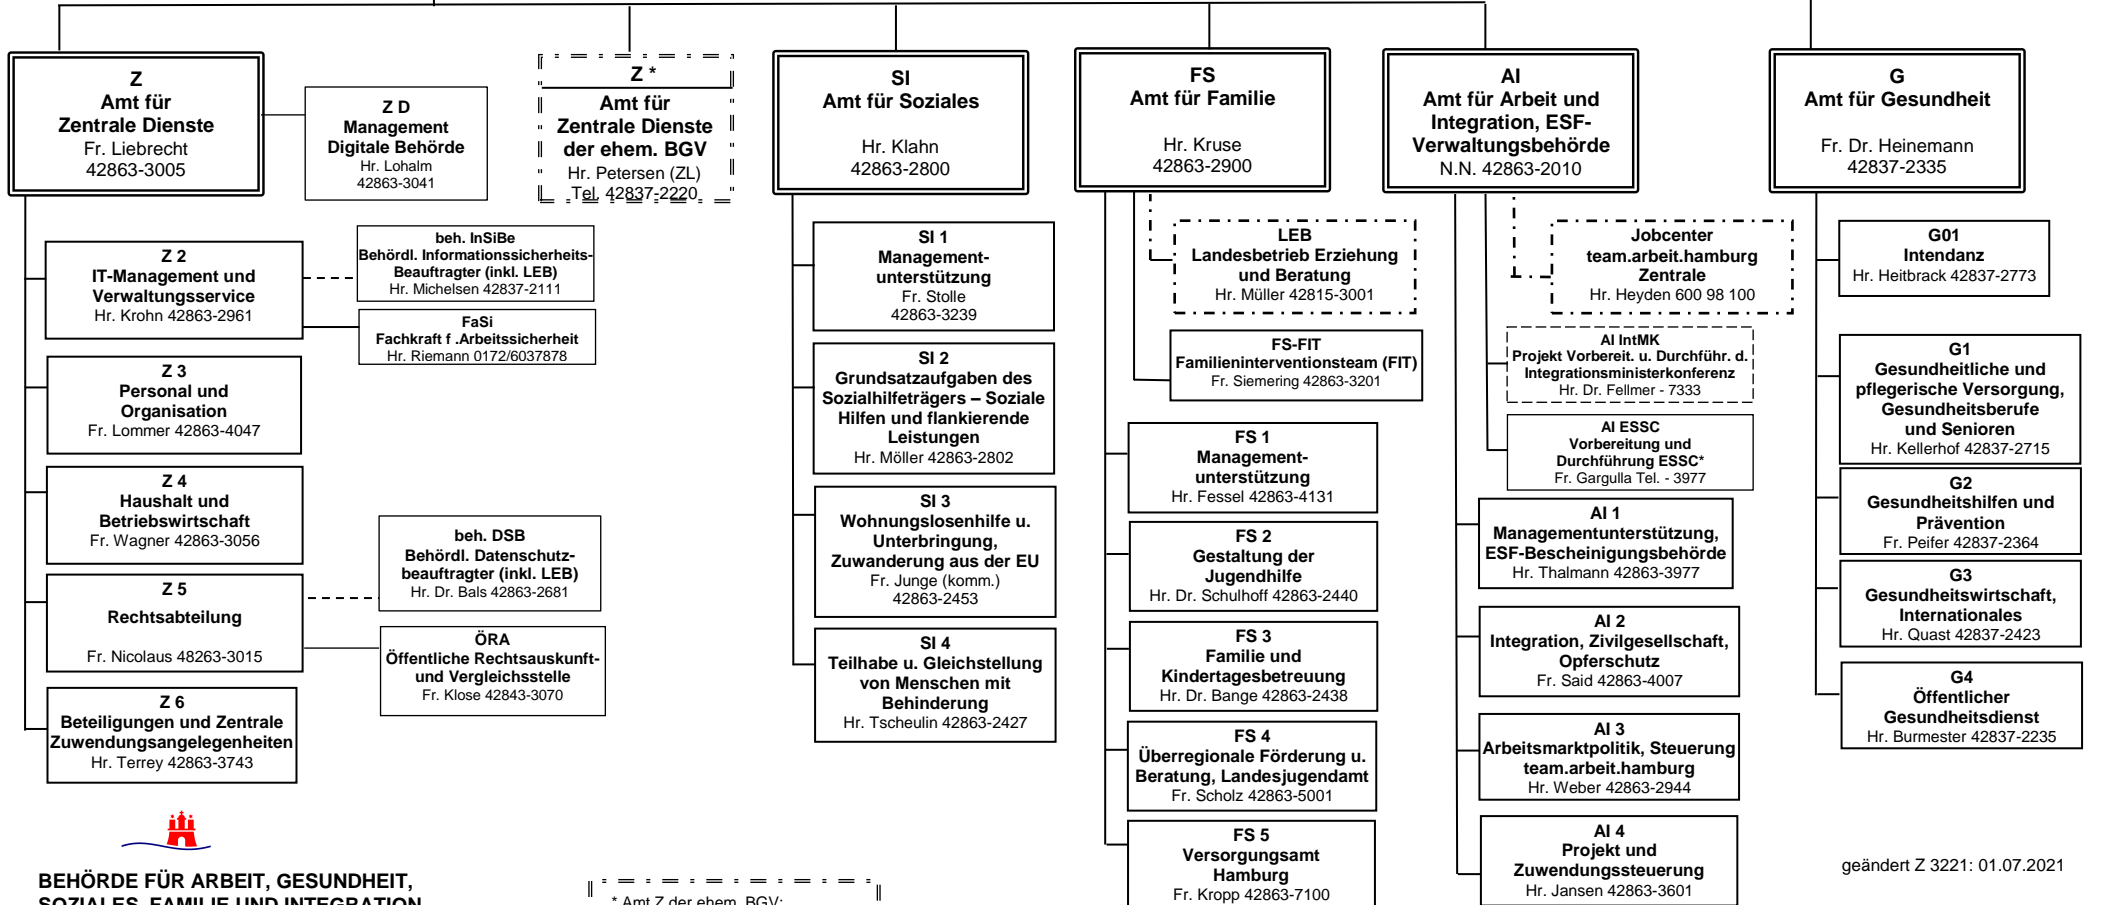 Z
Amt für
Zentrale Dienste
Fr. Liebrecht
42863-3005
Z D
Management
Digitale Behörde
Hr. Lohalm
42863-3041
Z *
Amt für
Zentrale Dienste
der ehem. BGV
Hr. Petersen (ZL)
Tel. 42837-2220
SI
Amt für Soziales
Hr. Klahn
42863-2800
FS
Amt für Familie
Hr. Kruse
42863-2900
AI
Amt für Arbeit und
Integration, ESF-
Verwaltungsbehörde
N.N. 42863-2010
G
Amt für Gesundheit
Fr. Dr. Heinemann
42837-2335
Z 2
IT-Management und
Verwaltungsservice
Hr. Krohn 42863-2961
beh. InSiBe
Behördl. Informationssicherheits-
Beauftragter (inkl. LEB)
Hr. Michelsen 42837-2111
FaSi
Fachkraft f .Arbeitssicherheit
Hr. Riemann 0172/6037878
Z 3
Personal und
Organisation
Fr. Lommer 42863-4047
Z 4
Haushalt und
Betriebswirtschaft
Fr. Wagner 42863-3056
Z 5
Rechtsabteilung
Fr. Nicolaus 48263-3015
beh. DSB
Behördl. Datenschutz-
beauftragter (inkl. LEB)
Hr. Dr. Bals 42863-2681
ÖRA
Öffentliche Rechtsauskunft-
und Vergleichsstelle
Fr. Klose 42843-3070
Z 6
Beteiligungen und Zentrale
Zuwendungsangelegenheiten
Hr. Terrey 42863-3743
SI 1
Management-
unterstützung
Fr. Stolle
42863-3239
SI 2
Grundsatzaufgaben des
Sozialhilfeträgers – Soziale
Hilfen und flankierende
Leistungen
Hr. Möller 42863-2802
SI 3
Wohnungslosenhilfe u.
Unterbringung,
Zuwanderung aus der EU
Fr. Junge (komm.)
42863-2453
SI 4
Teilhabe u. Gleichstellung
von Menschen mit
Behinderung
Hr. Tscheulin 42863-2427
LEB
Landesbetrieb Erziehung
und Beratung
Hr. Müller 42815-3001
FS-FIT
Familieninterventionsteam (FIT)
Fr. Siemering 42863-3201
FS 1
Management-
unterstützung
Hr. Fessel 42863-4131
FS 2
Gestaltung der
Jugendhilfe
Hr. Dr. Schulhoff 42863-2440
FS 3
Familie und
Kindertagesbetreuung
Hr. Dr. Bange 42863-2438
FS 4
Überregionale Förderung u.
Beratung, Landesjugendamt
Fr. Scholz 42863-5001
FS 5
Versorgungsamt
Hamburg
Fr. Kropp 42863-7100
Jobcenter
team.arbeit.hamburg
Zentrale
Hr. Heyden 600 98 100
AI IntMK
Projekt Vorbereit. u. Durchführ. d.
Integrationsministerkonferenz
Hr. Dr. Fellmer - 7333
AI ESSC
Vorbereitung und
Durchführung ESSC*
Fr. Gargulla Tel. - 3977
AI 1
Managementunterstützung,
ESF-Bescheinigungsbehörde
Hr. Thalmann 42863-3977
AI 2
Integration, Zivilgesellschaft,
Opferschutz
Fr. Said 42863-4007
AI 3
Arbeitsmarktpolitik, Steuerung
team.arbeit.hamburg
Hr. Weber 42863-2944
AI 4
Projekt und
Zuwendungssteuerung
Hr. Jansen 42863-3601
G01
Intendanz
Hr. Heitbrack 42837-2773
G1
Gesundheitliche und
pflegerische Versorgung,
Gesundheitsberufe
und Senioren
Hr. Kellerhof 42837-2715
G2
Gesundheitshilfen und
Prävention
Fr. Peifer 42837-2364
G3
Gesundheitswirtschaft,
Internationales
Hr. Quast 42837-2423
G4
Öffentlicher
Gesundheitsdienst
Hr. Burmester 42837-2235
geändert Z 3221: 01.07.2021
BEHÖRDE FÜR ARBEIT, GESUNDHEIT,
SOZIALES, FAMILIE UND INTEGRATION
* Amt Z der ehem. BGV: